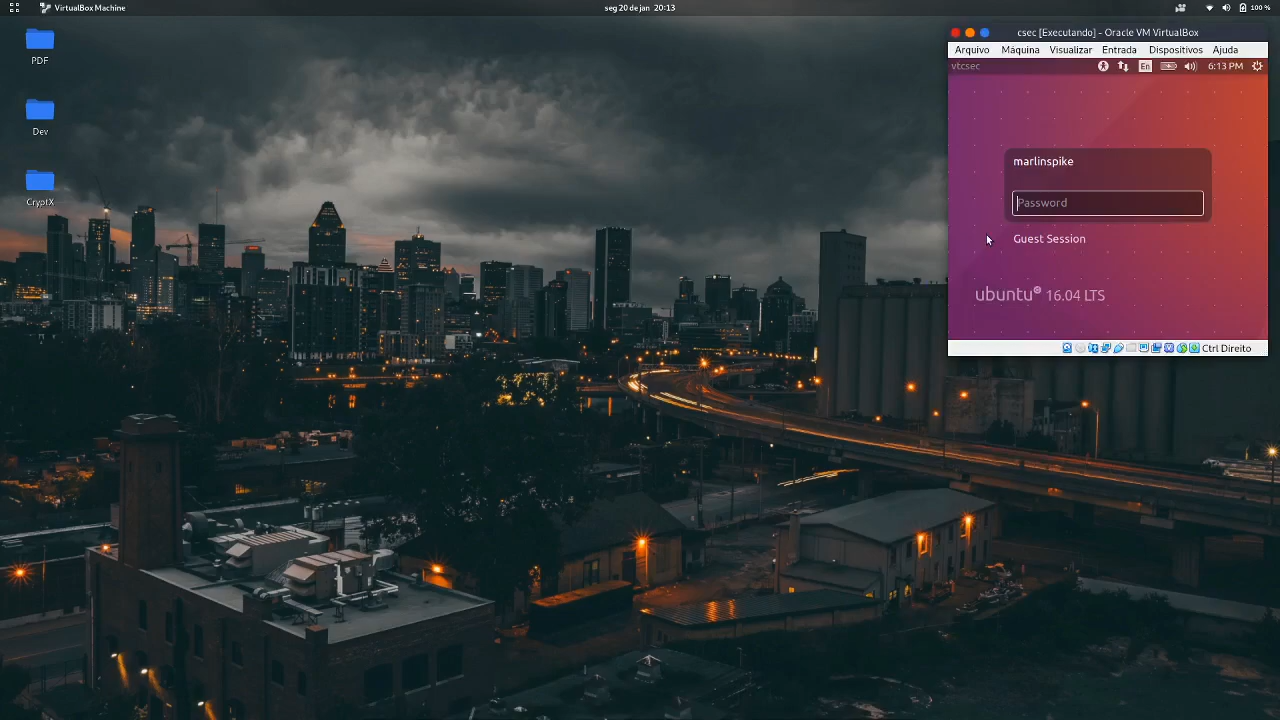 VirtualBox Machine
seg 20 de jan 20:13
100 %
PDF
Dev
CryptX
csec [Executando] - Oracle VM VirtualBox
Arquivo Máquina Visualizar Entrada Dispositivos Ajuda
vtcsec
En
6:13 PM
marlinspike
Password
Guest Session
ubuntu 16.04 LTS
Ctrl Direito